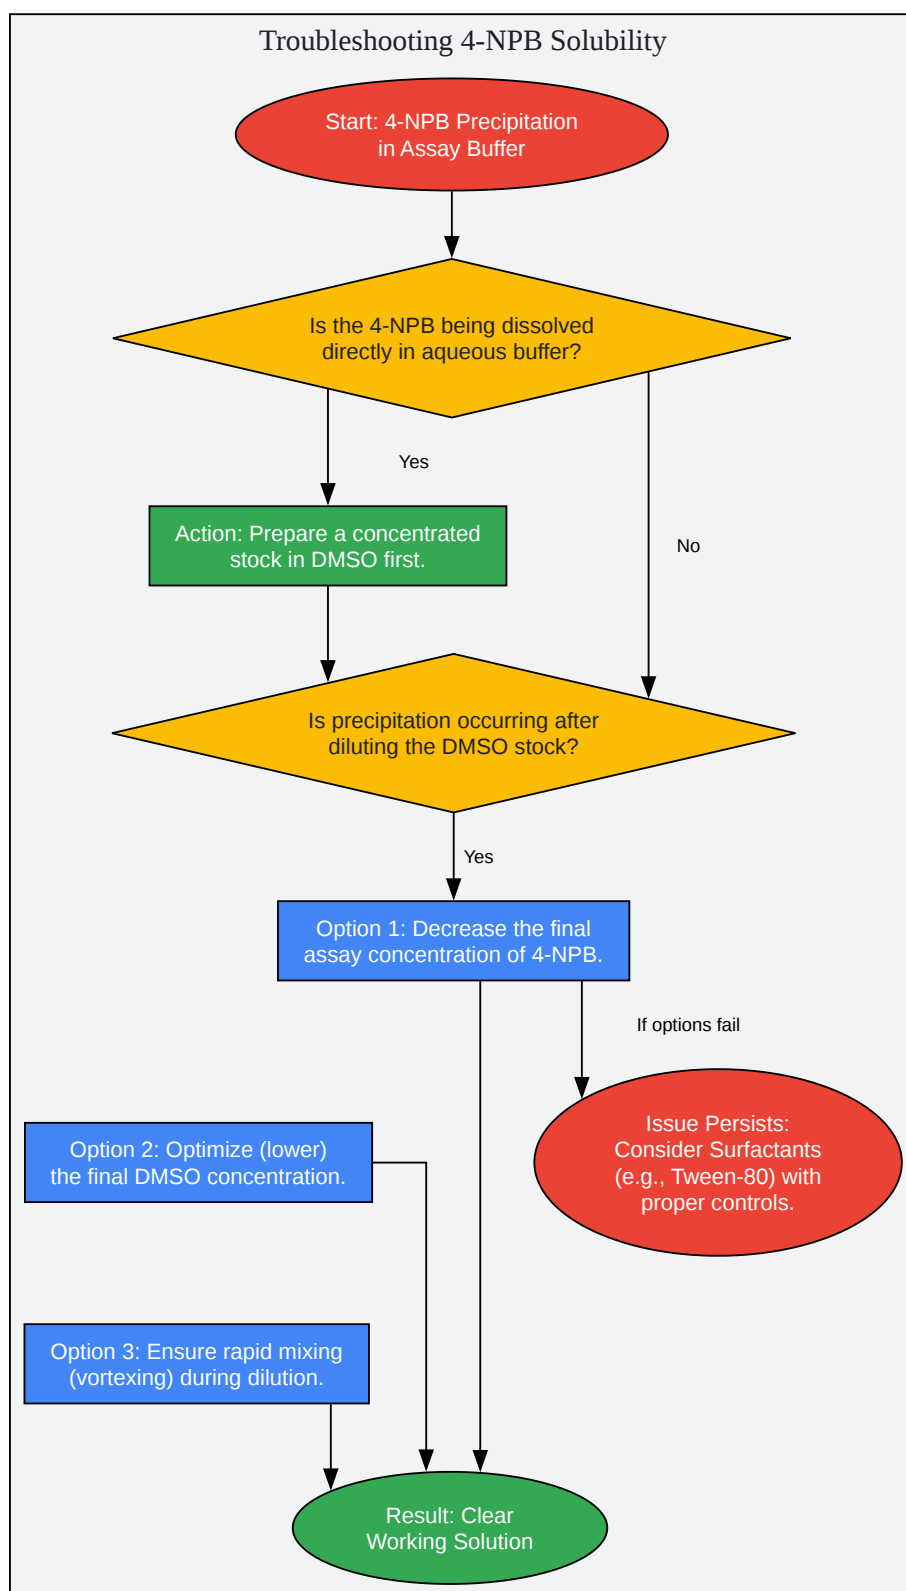 Troubleshooting 4-NPB Solubility
Start: 4-NPB Precipitation
in Assay Buffer
Is the 4-NPB being dissolved
directly in aqueous buffer?
Yes
Action: Prepare a concentrated
stock in DMSO first.
No
Is precipitation occurring after
diluting the DMSO stock?
Yes
Option 1: Decrease the final
assay concentration of 4-NPB.
If options fail
Issue Persists:
Consider Surfactants
(e.g., Tween-80) with
proper controls.
Option 2: Optimize (lower)
the final DMSO concentration.
Option 3: Ensure rapid mixing
(vortexing) during dilution.
Result: Clear
Working Solution